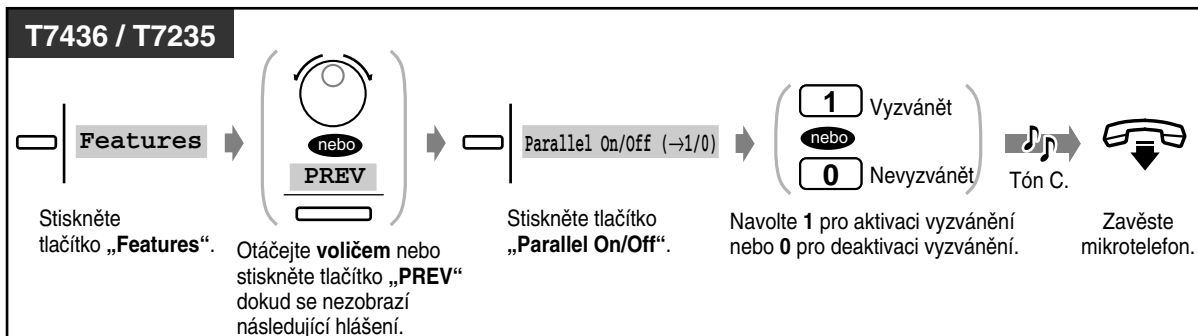 T7436 / T7235
Features
nebo
PREV
Parallel On/Off (→1/0)
1 Vyzvánět
nebo
0 Nevyzvánět
Tón C.
Stiskněte
tlačítko „Features“.
Otáčejte voličem nebo
stiskněte tlačítko „PREV“
dokud se nezobrazí
následující hlášení.
Stiskněte tlačítko
„Parallel On/Off“.
Navolte 1 pro aktivaci vyzvánění
nebo 0 pro deaktivaci vyzvánění.
Zavěste
mikrotelefon.